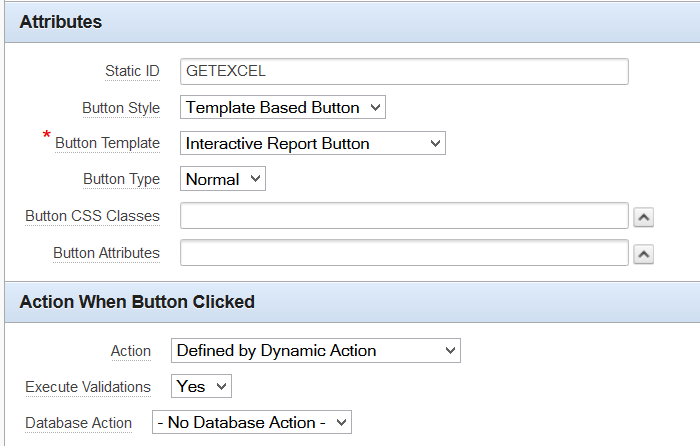 Attributes
Static ID GETEXCEL
Button Style Template Based Button
* Button Template Interactive Report Button
Button Type Normal
Button CSS Classes
Button Attributes
Action When Button Clicked
Action Defined by Dynamic Action
Execute Validations Yes
Database Action - No Database Action -